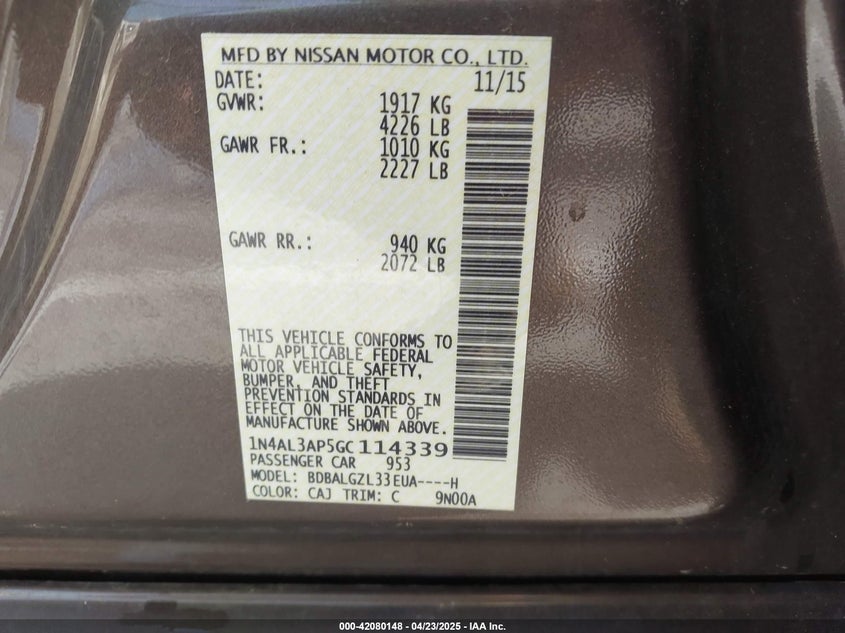 MFD BY NISSAN MOTOR CO., LTD.
DATE: 11/15
GVWR: 1917 KG
4226 LB
GAWR FR.: 1010 KG
2227 LB
GAWR RR.: 940 KG
2072 LB
THIS VEHICLE CONFORMS TO
ALL APPLICABLE FEDERAL
MOTOR VEHICLE SAFETY,
BUMPER, AND THEFT
PREVENTION STANDARDS IN
EFFECT ON THE DATE OF
MANUFACTURE SHOWN ABOVE.
1N4AL3AP5GC114339
PASSENGER CAR 953
MODEL: BDBALGZL33EUA----H
COLOR: CAJ TRIM: C 9N00A
000-42080148 - 04/23/2025 - IAA Inc.